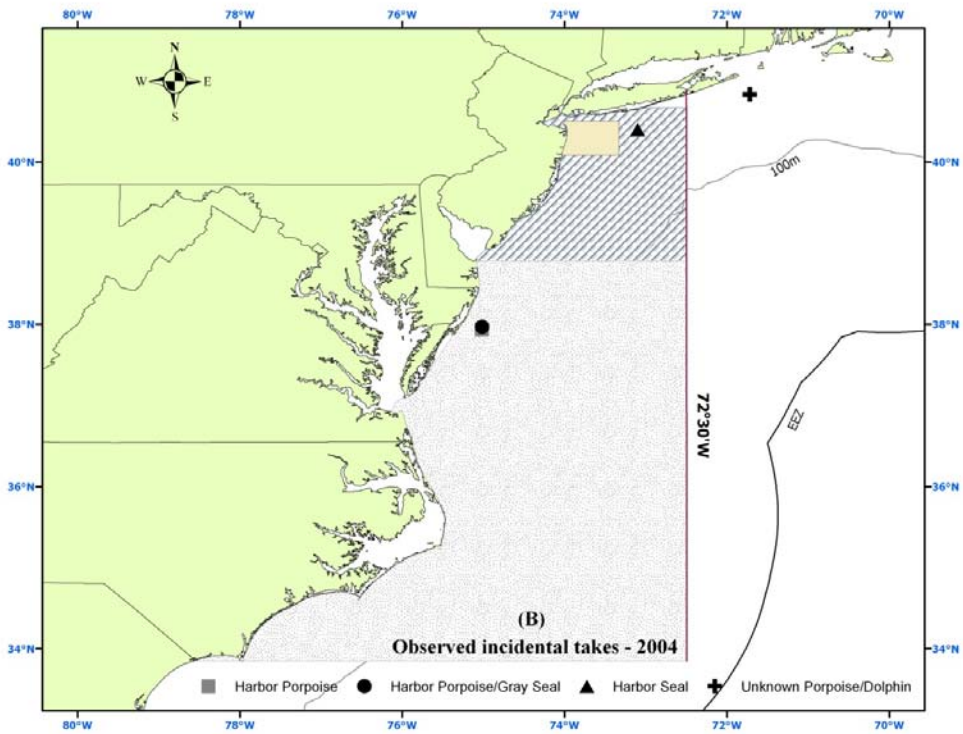 80°W 78°W 76°W 74°W 72°W 70°W
N
W E
S
40°N 40°N
100m
38°N 38°N
72°30'W
EEZ
36°N 36°N
(B)
34°N Observed incidental takes - 2004 34°N
Harbor Porpoise Harbor Porpoise/Gray Seal Harbor Seal Unknown Porpoise/Dolphin
80°W 78°W 76°W 74°W 72°W 70°W